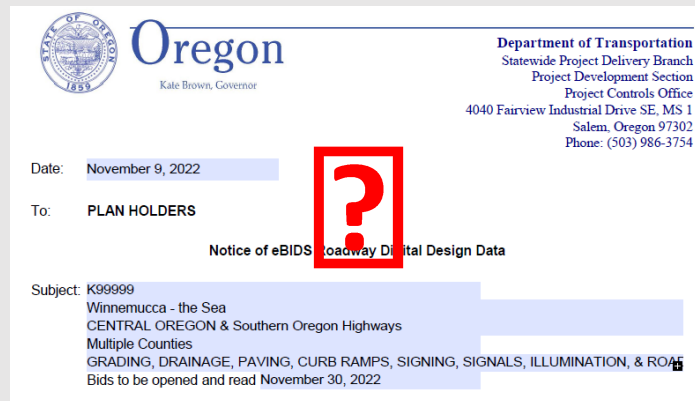 STATE OF OREGON
1859
Oregon
Kate Brown, Governor
Department of Transportation
Statewide Project Delivery Branch
Project Development Section
Project Controls Office
4040 Fairview Industrial Drive SE, MS 1
Salem, Oregon 97302
Phone: (503) 986-3754
Date: November 9, 2022
To: PLAN HOLDERS
?
Notice of eBIDS Roadway Digital Design Data
Subject: K99999
Winnemucca - the Sea
CENTRAL OREGON & Southern Oregon Highways
Multiple Counties
GRADING, DRAINAGE, PAVING, CURB RAMPS, SIGNING, SIGNALS, ILLUMINATION, &
Bids to be opened and read November 30, 2022